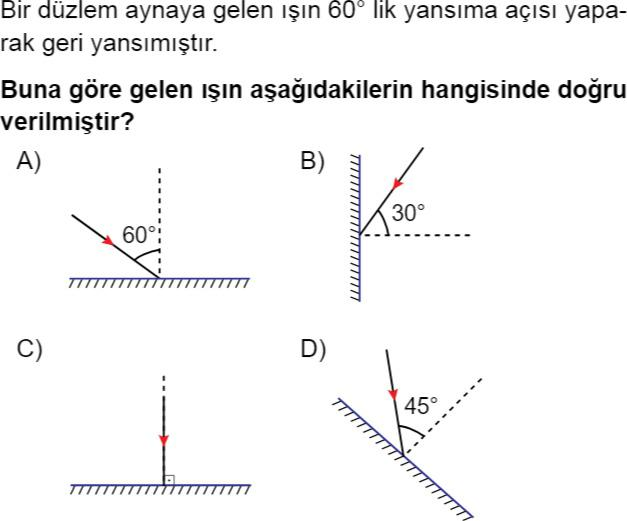 Bir düzlem aynaya gelen ışın 60° lik yansıma açısı yapa-
rak geri yansımıştır.
Buna göre gelen ışın aşağıdakilerin hangisinde doğru
verilmiştir?
A)
60°
B)
30°
C)
D)
45°